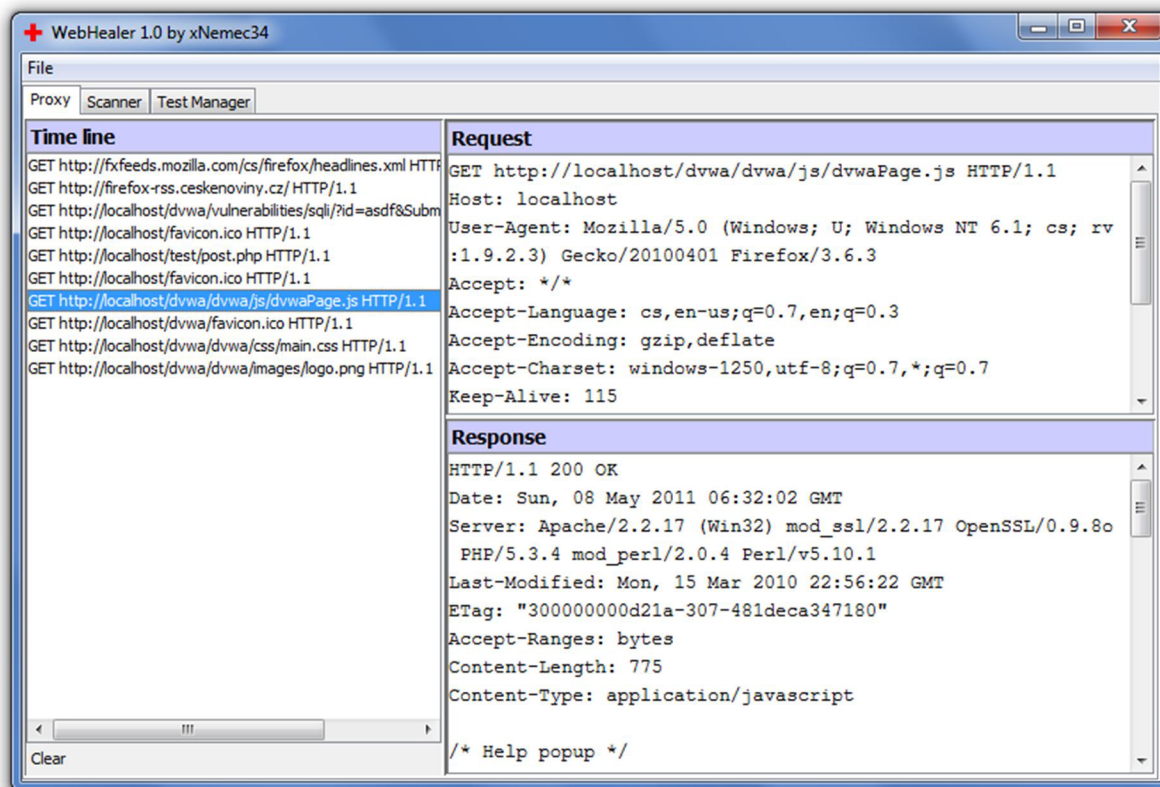 WebHealer 1.0 by xNemec34
File
Proxy Scanner Test Manager
Time line
GET http://fxfeeds.mozilla.com/cs/firefox/headlines.xml HTTP
GET http://firefox-rss.ceskenoviny.cz/ HTTP/1.1
GET http://localhost/dvwa/vulnerabilities/sqli/?id=asdf&Subm
GET http://localhost/favicon.ico HTTP/1.1
GET http://localhost/test/post.php HTTP/1.1
GET http://localhost/favicon.ico HTTP/1.1
GET http://localhost/dvwa/dvwa/js/dvwaPage.js HTTP/1.1
GET http://localhost/dvwa/favicon.ico HTTP/1.1
GET http://localhost/dvwa/dvwa/css/main.css HTTP/1.1
GET http://localhost/dvwa/dvwa/images/logo.png HTTP/1.1
Clear
Request
GET http://localhost/dvwa/dvwa/js/dvwaPage.js HTTP/1.1
Host: localhost
User-Agent: Mozilla/5.0 (Windows; U; Windows NT 6.1; cs; rv
:1.9.2.3) Gecko/20100401 Firefox/3.6.3
Accept: */*
Accept-Language: cs,en-us;q=0.7,en;q=0.3
Accept-Encoding: gzip,deflate
Accept-Charset: windows-1250,utf-8;q=0.7,*;q=0.7
Keep-Alive: 115
Response
HTTP/1.1 200 OK
Date: Sun, 08 May 2011 06:32:02 GMT
Server: Apache/2.2.17 (Win32) mod_ssl/2.2.17 OpenSSL/0.9.8o
PHP/5.3.4 mod_perl/2.0.4 Perl/v5.10.1
Last-Modified: Mon, 15 Mar 2010 22:56:22 GMT
ETag: "300000000d21a-307-481deca347180"
Accept-Ranges: bytes
Content-Length: 775
Content-Type: application/javascript
/* Help popup */